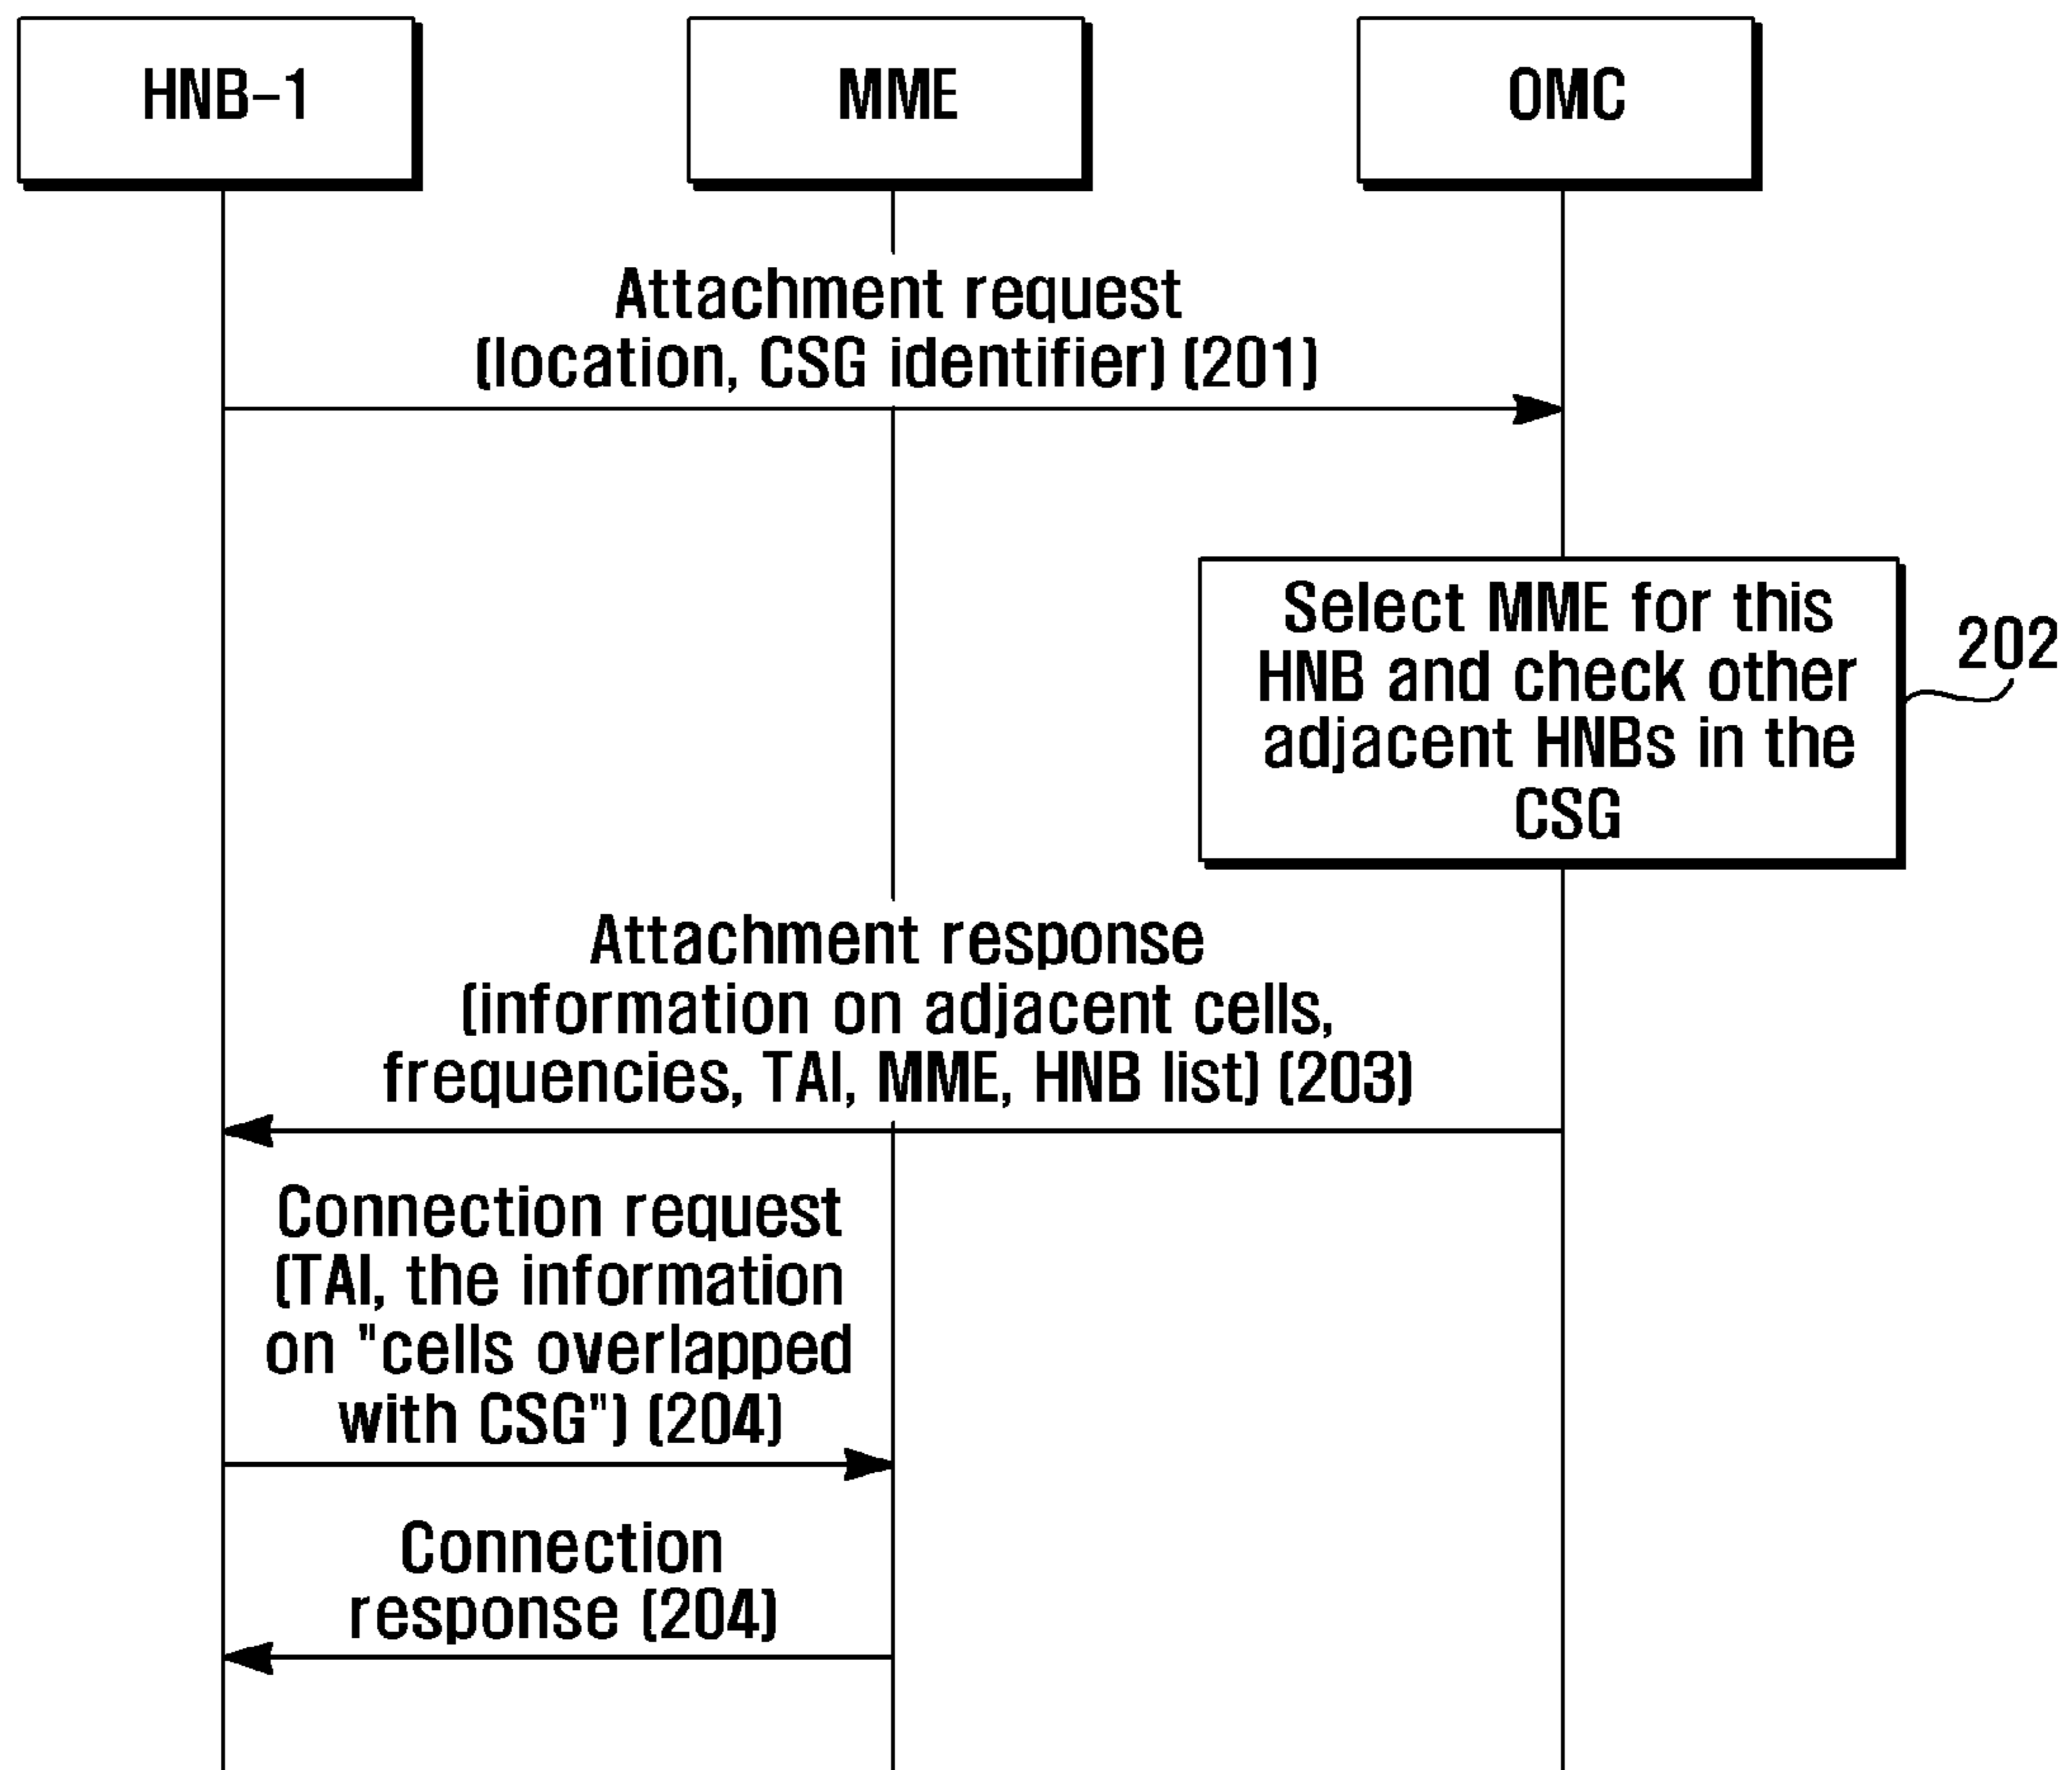 HNB-1
MME
OMC
Attachment request
(location, CSG identifier) (201)
Select MME for this
HNB and check other
adjacent HNBs in the
CSG
202
Attachment response
(information on adjacent cells,
frequencies, TAI, MME, HNB list) (203)
Connection request
(TAI, the information
on "cells overlapped
with CSG") (204)
Connection
response (204)